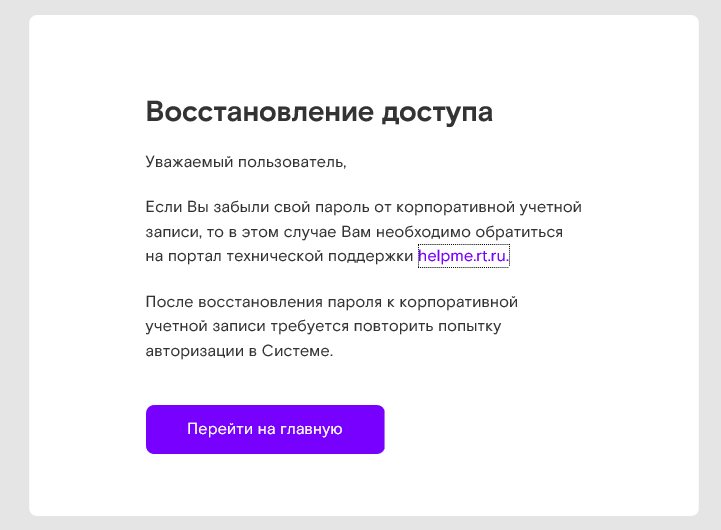 Восстановление доступа
Уважаемый пользователь,
Если Вы забыли свой пароль от корпоративной учетной
записи, то в этом случае Вам необходимо обратиться
на портал технической поддержки helpme.rt.ru.
После восстановления пароля к корпоративной
учетной записи требуется повторить попытку
авторизации в Системе.
Перейти на главную